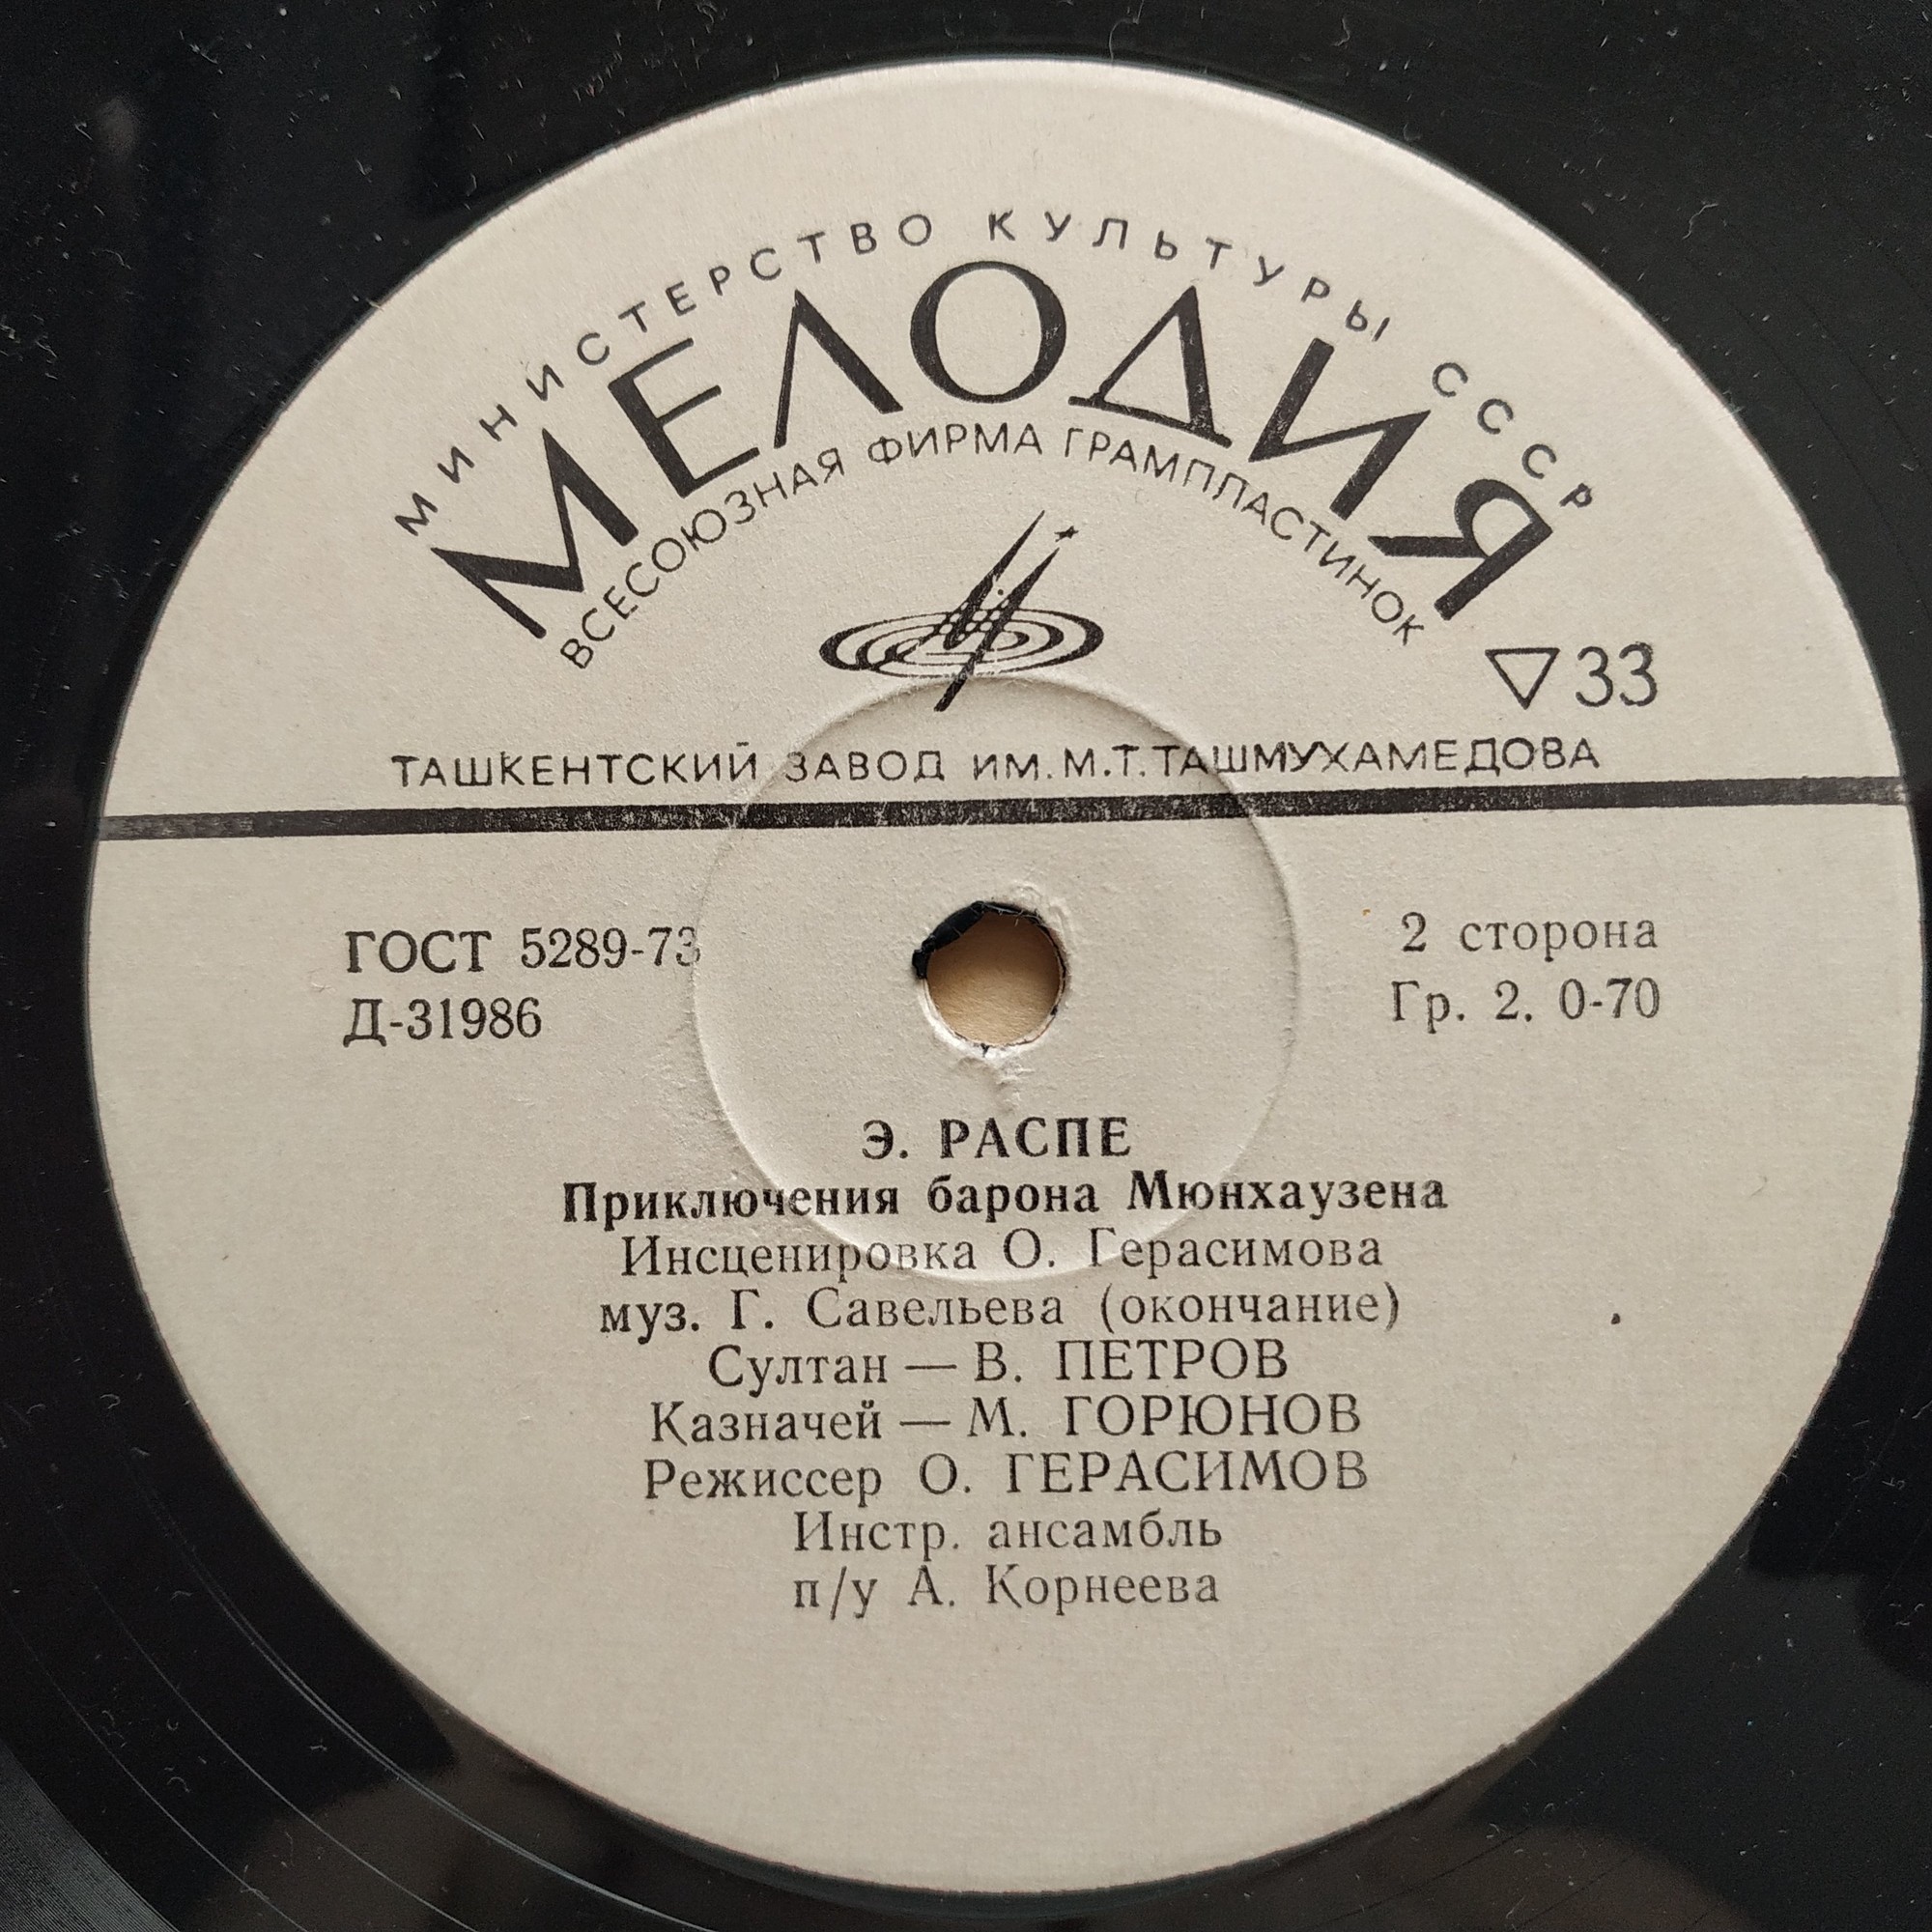 МИНИСТЕРСТВО КУЛЬТУРЫ СССР
МЕЛОДИЯ
ВСЕСОЮЗНАЯ ФИРМА ГРАМПЛАСТИНОК
▽33
ТАШКЕНТСКИЙ ЗАВОД ИМ. М.Т.ТАШМУХАМЕДОВА
ГОСТ 5289-73
Д-31986
2 сторона
Гр. 2. 0-70
Э. РАСПЕ
Приключения барона Мюнхаузена
Инсценировка О. Герасимова
муз. Г. Савельева (окончание)
Султан — В. ПЕТРОВ
Казначей — М. ГОРЮНОВ
Режиссер О. ГЕРАСИМОВ
Инстр. ансамбль
п/у А. Корнеева